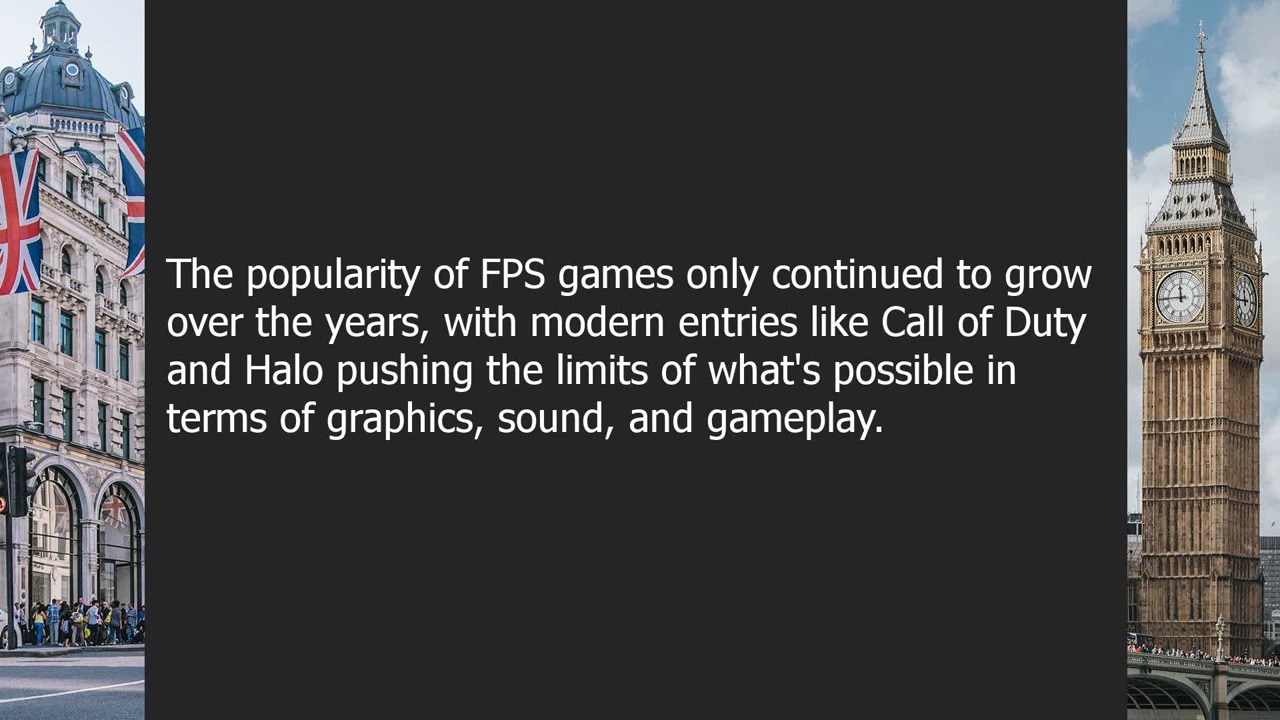 The popularity of FPS games only continued to grow
over the years, with modern entries like Call of Duty
and Halo pushing the limits of what's possible in
terms of graphics, sound, and gameplay.